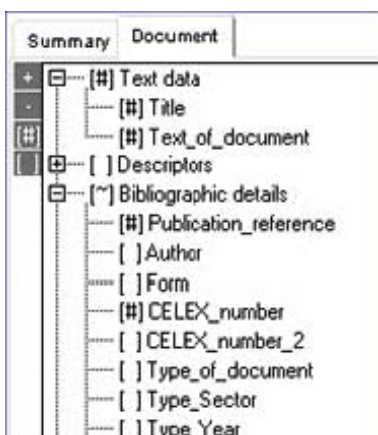 Summary Document
+ [#] Text data
- [#] Title
[#] [#] Text_of_document
[ ] [ ] Descriptors
[~] Bibliographic details
[#] Publication_reference
[ ] Author
[ ] Form
[#] CELEX_number
[ ] CELEX_number_2
[ ] Type_of_document
[ ] Type_Sector
[ ] Type_Year